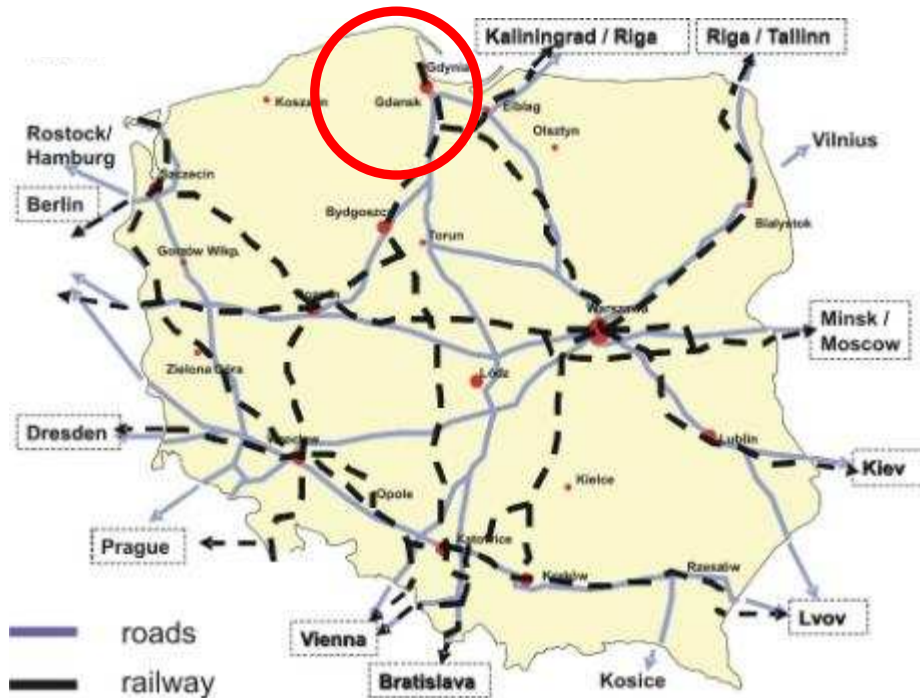 Kaliningrad / Riga
Riga / Tallinn
Gdynia
Gdansk
Koszalin
Elblag
Olsztyn
Rostock/
Hamburg
Vilnius
Szczecin
Berlin
Bydgoszcz
Bialystok
Torun
Gorzów Wlkp.
Warszawa
Minsk /
Moscow
Zielona Góra
Łódz
Dresden
Wroclaw
Lublin
Kiev
Opole
Kielce
Prague
Katowice
Kraków
Lvov
roads
Vienna
railway
Bratislava
Kosice